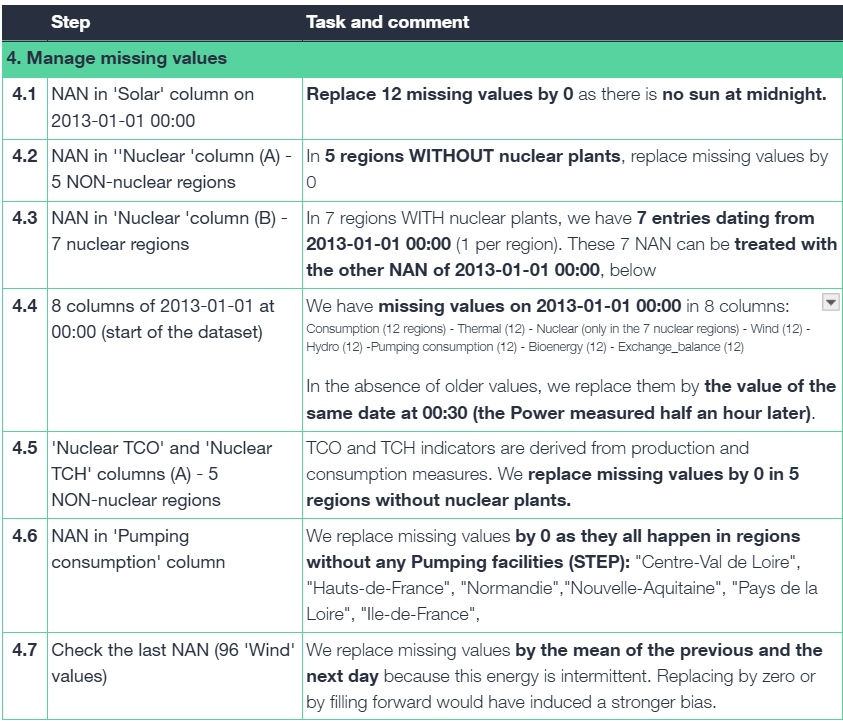 Step Task and comment
4. Manage missing values
4.1 NAN in 'Solar' column on
2013-01-01 00:00
Replace 12 missing values by 0 as there is no sun at midnight.
4.2 NAN in ''Nuclear 'column (A) -
5 NON-nuclear regions
In 5 regions WITHOUT nuclear plants, replace missing values by
0
4.3 NAN in 'Nuclear 'column (B) -
7 nuclear regions
In 7 regions WITH nuclear plants, we have 7 entries dating from
2013-01-01 00:00 (1 per region). These 7 NAN can be treated with
the other NAN of 2013-01-01 00:00, below
4.4 8 columns of 2013-01-01 at
00:00 (start of the dataset)
We have missing values on 2013-01-01 00:00 in 8 columns:
Consumption (12 regions) - Thermal (12) - Nuclear (only in the 7 nuclear regions) - Wind (12) -
Hydro (12) -Pumping consumption (12) - Bioenergy (12) - Exchange_balance (12)
In the absence of older values, we replace them by the value of the
same date at 00:30 (the Power measured half an hour later).
4.5 'Nuclear TCO' and 'Nuclear
TCH' columns (A) - 5
NON-nuclear regions
TCO and TCH indicators are derived from production and
consumption measures. We replace missing values by 0 in 5
regions without nuclear plants.
4.6 NAN in 'Pumping
consumption' column
We replace missing values by 0 as they all happen in regions
without any Pumping facilities (STEP): "Centre-Val de Loire",
"Hauts-de-France", "Normandie","Nouvelle-Aquitaine", "Pays de la
Loire", "Ile-de-France",
4.7 Check the last NAN (96 'Wind'
values)
We replace missing values by the mean of the previous and the
next day because this energy is intermittent. Replacing by zero or
by filling forward would have induced a stronger bias.